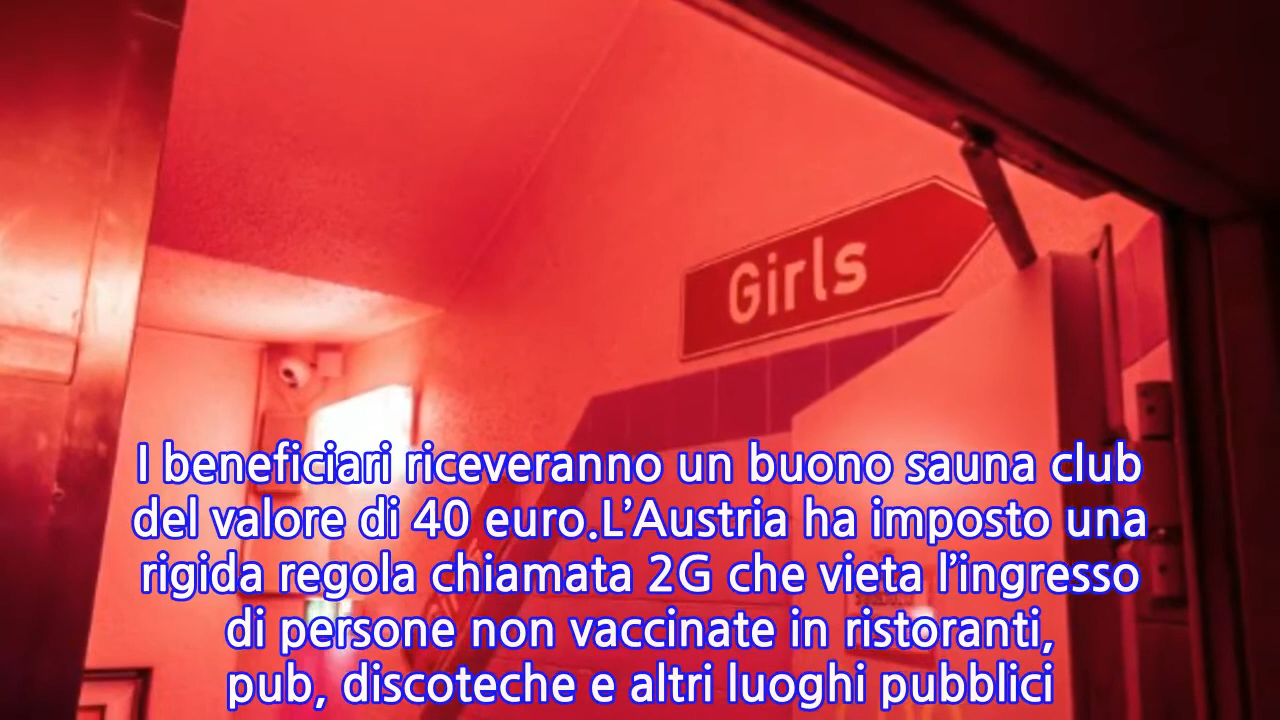 Girls
I beneficiari riceveranno un buono sauna club
del valore di 40 euro.L’Austria ha imposto una
rigida regola chiamata 2G che vieta l’ingresso
di persone non vaccinate in ristoranti,
pub, discoteche e altri luoghi pubblici